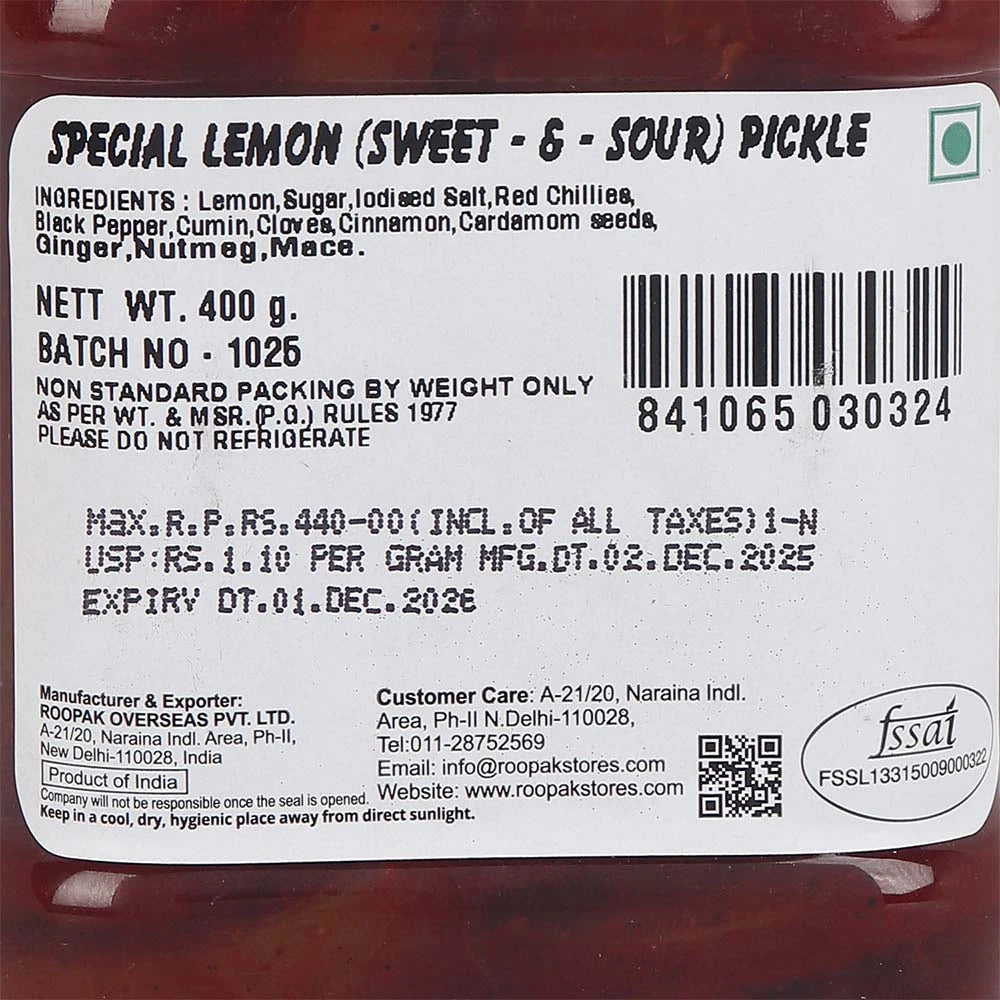 SPECIAL LEMON (SWEET - & - SOUR) PICKLE
INGREDIENTS : Lemon,Sugar,Iodised Salt,Red Chillies,
Black Pepper,Cumin,Cloves,Cinnamon,Cardamom seeds,
Ginger,Nutmeg,Mace.
NETT WT. 400 g.
BATCH NO - 1025
NON STANDARD PACKING BY WEIGHT ONLY
AS PER WT. & MSR.(P.G.) RULES 1977
PLEASE DO NOT REFRIGERATE
841065 030324
MaX.R.P.RS.440-00(INCL.OF ALL TAXES)1-N
USP:RS.1.10 PER GRAM MFG.DT.02.DEC.2025
EXPIRY DT.01.DEC.2026
Manufacturer & Exporter:
ROOPAK OVERSEAS PVT. LTD.
A-21/20, Naraina Indl. Area, Ph-II,
New Delhi-110028, India
Product of India
Company will not be responsible once the seal is opened.
Keep in a cool, dry, hygienic place away from direct sunlight.
Customer Care: A-21/20, Naraina Indl.
Area, Ph-II N.Delhi-110028,
Tel:011-28752569
Email: info@roopakstores.com
Website: www.roopakstores.com
fssai
FSSL13315009000322